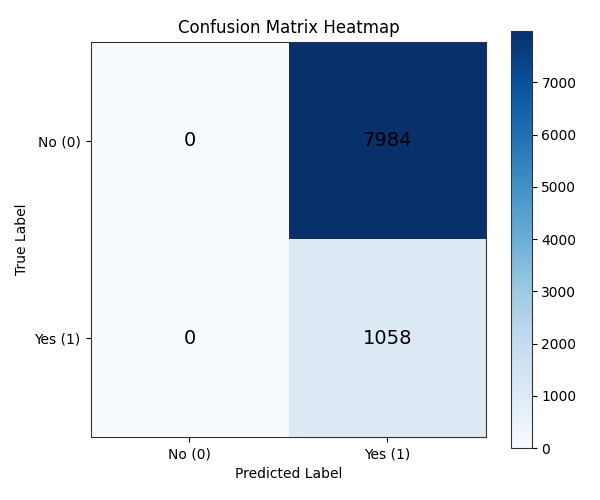 Confusion Matrix Heatmap
True Label
No (0)
0
7984
Yes (1)
0
1058
No (0)
Yes (1)
Predicted Label
7000
6000
5000
4000
3000
2000
1000
0